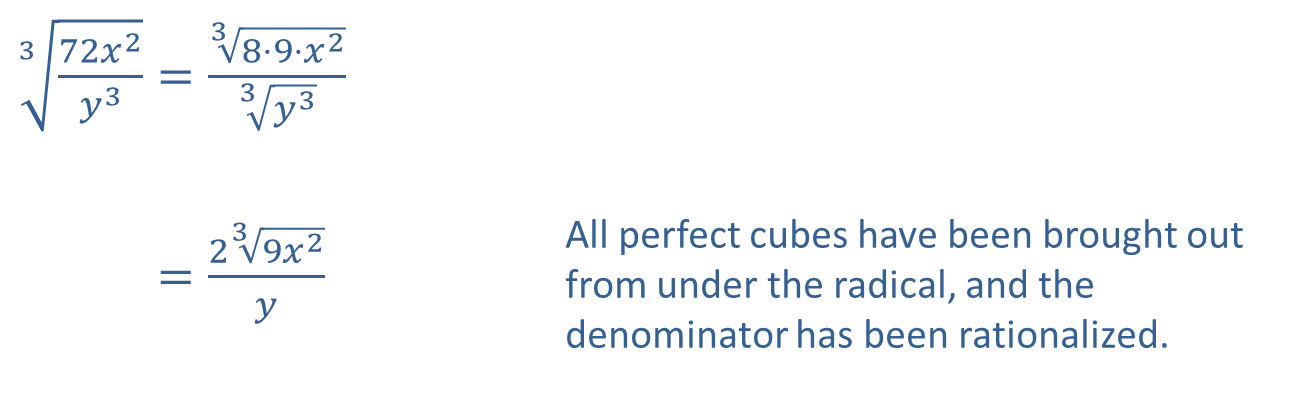 ∛(72x²/y³) = ∛(8·9·x²)/∛(y³)
= 2∛(9x²)/y
All perfect cubes have been brought out
from under the radical, and the
denominator has been rationalized.